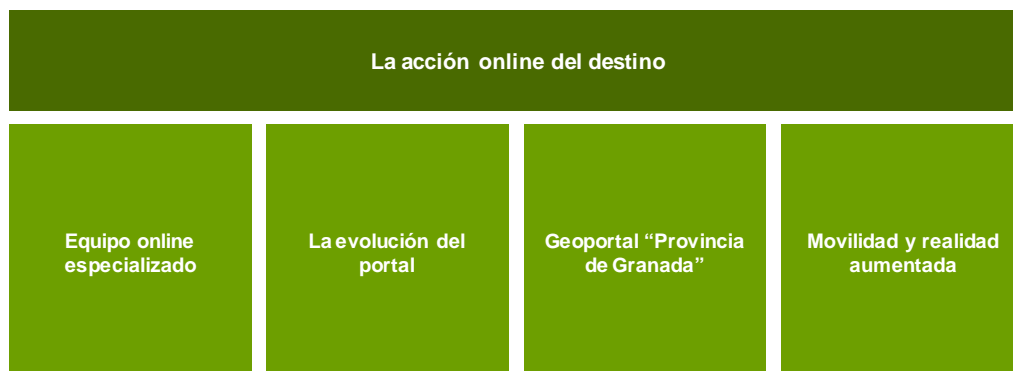 La acción online del destino
Equipo online
especializado
La evolución del
portal
Geoportal “Provincia
de Granada”
Movilidad y realidad
aumentada